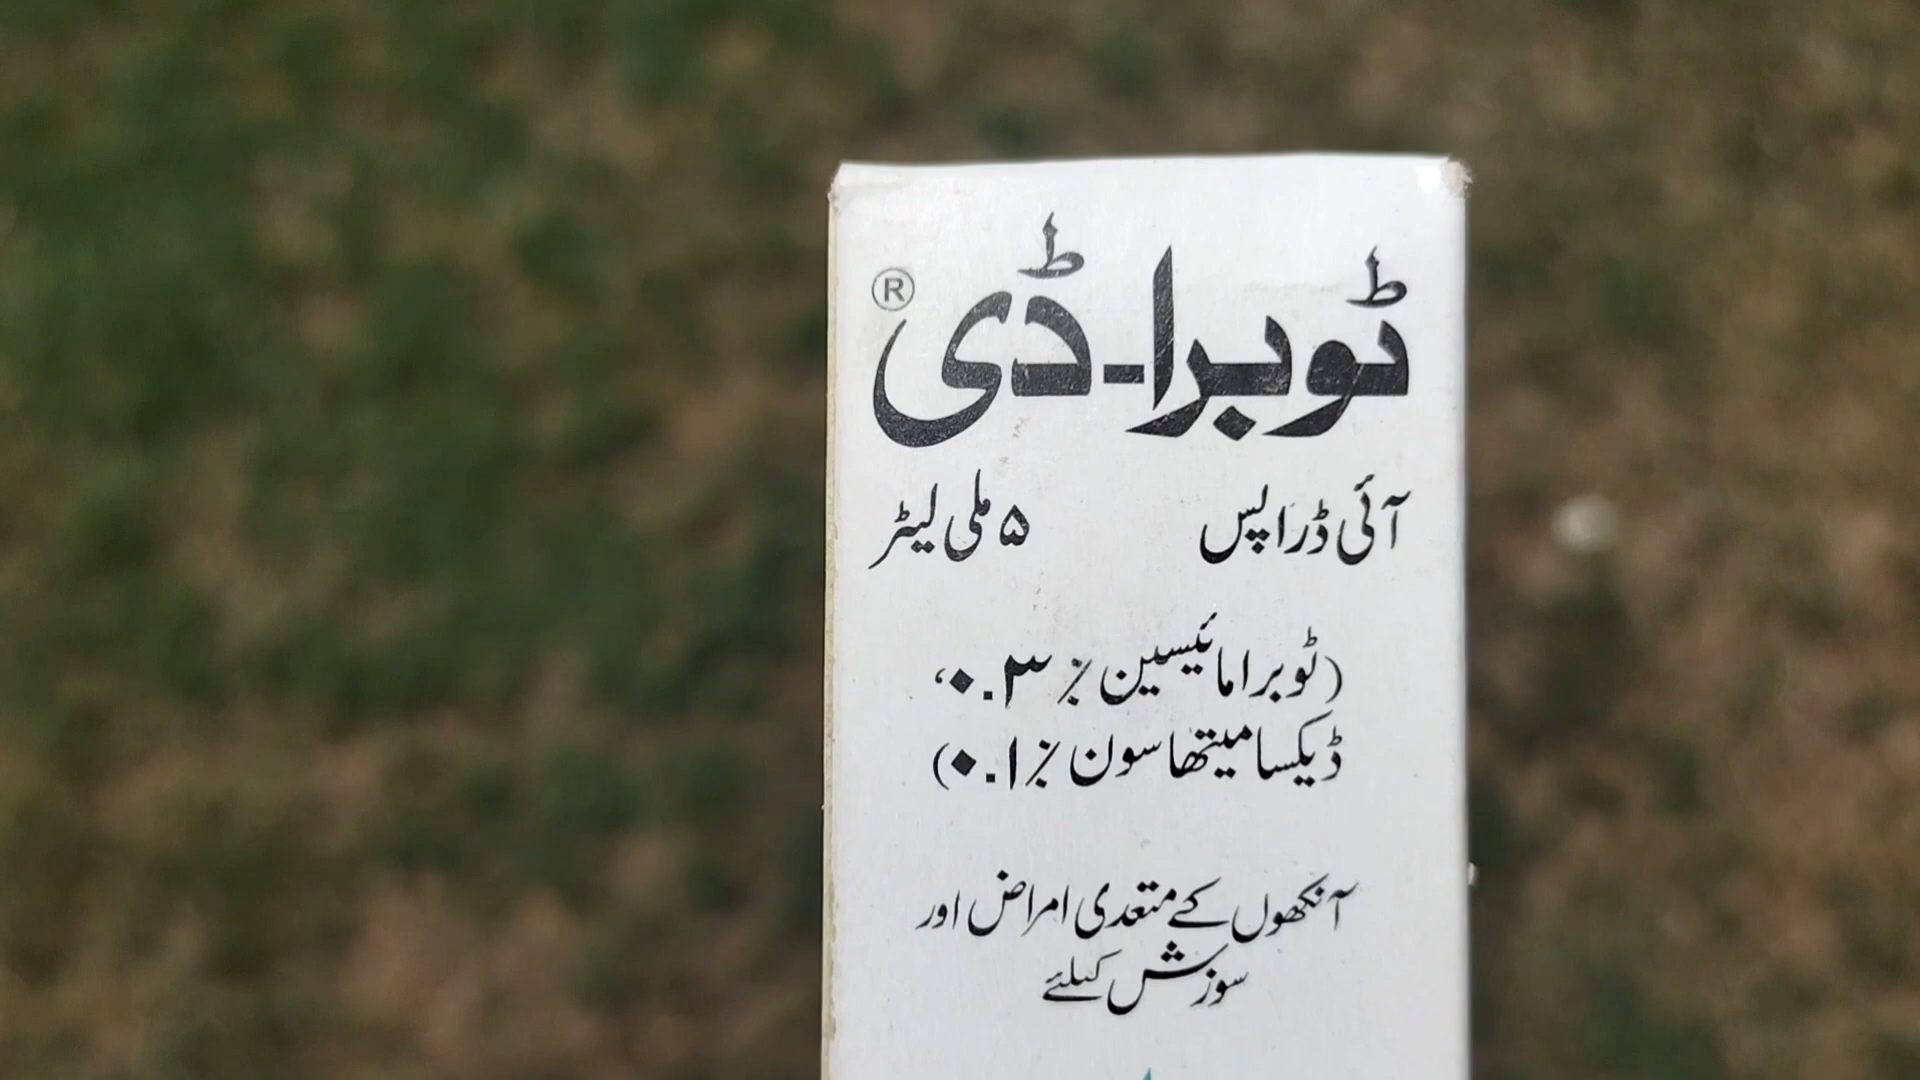 ٹوبرا-ڈی®
آئی ڈراپس ۵ ملی لیٹر
(ٹوبرامائیسین ٪ ۰.۳،
ڈیکسامیتھاسون ٪۰.۱)
آنکھوں کے متعدی امراض اور
سوزش کیلئے